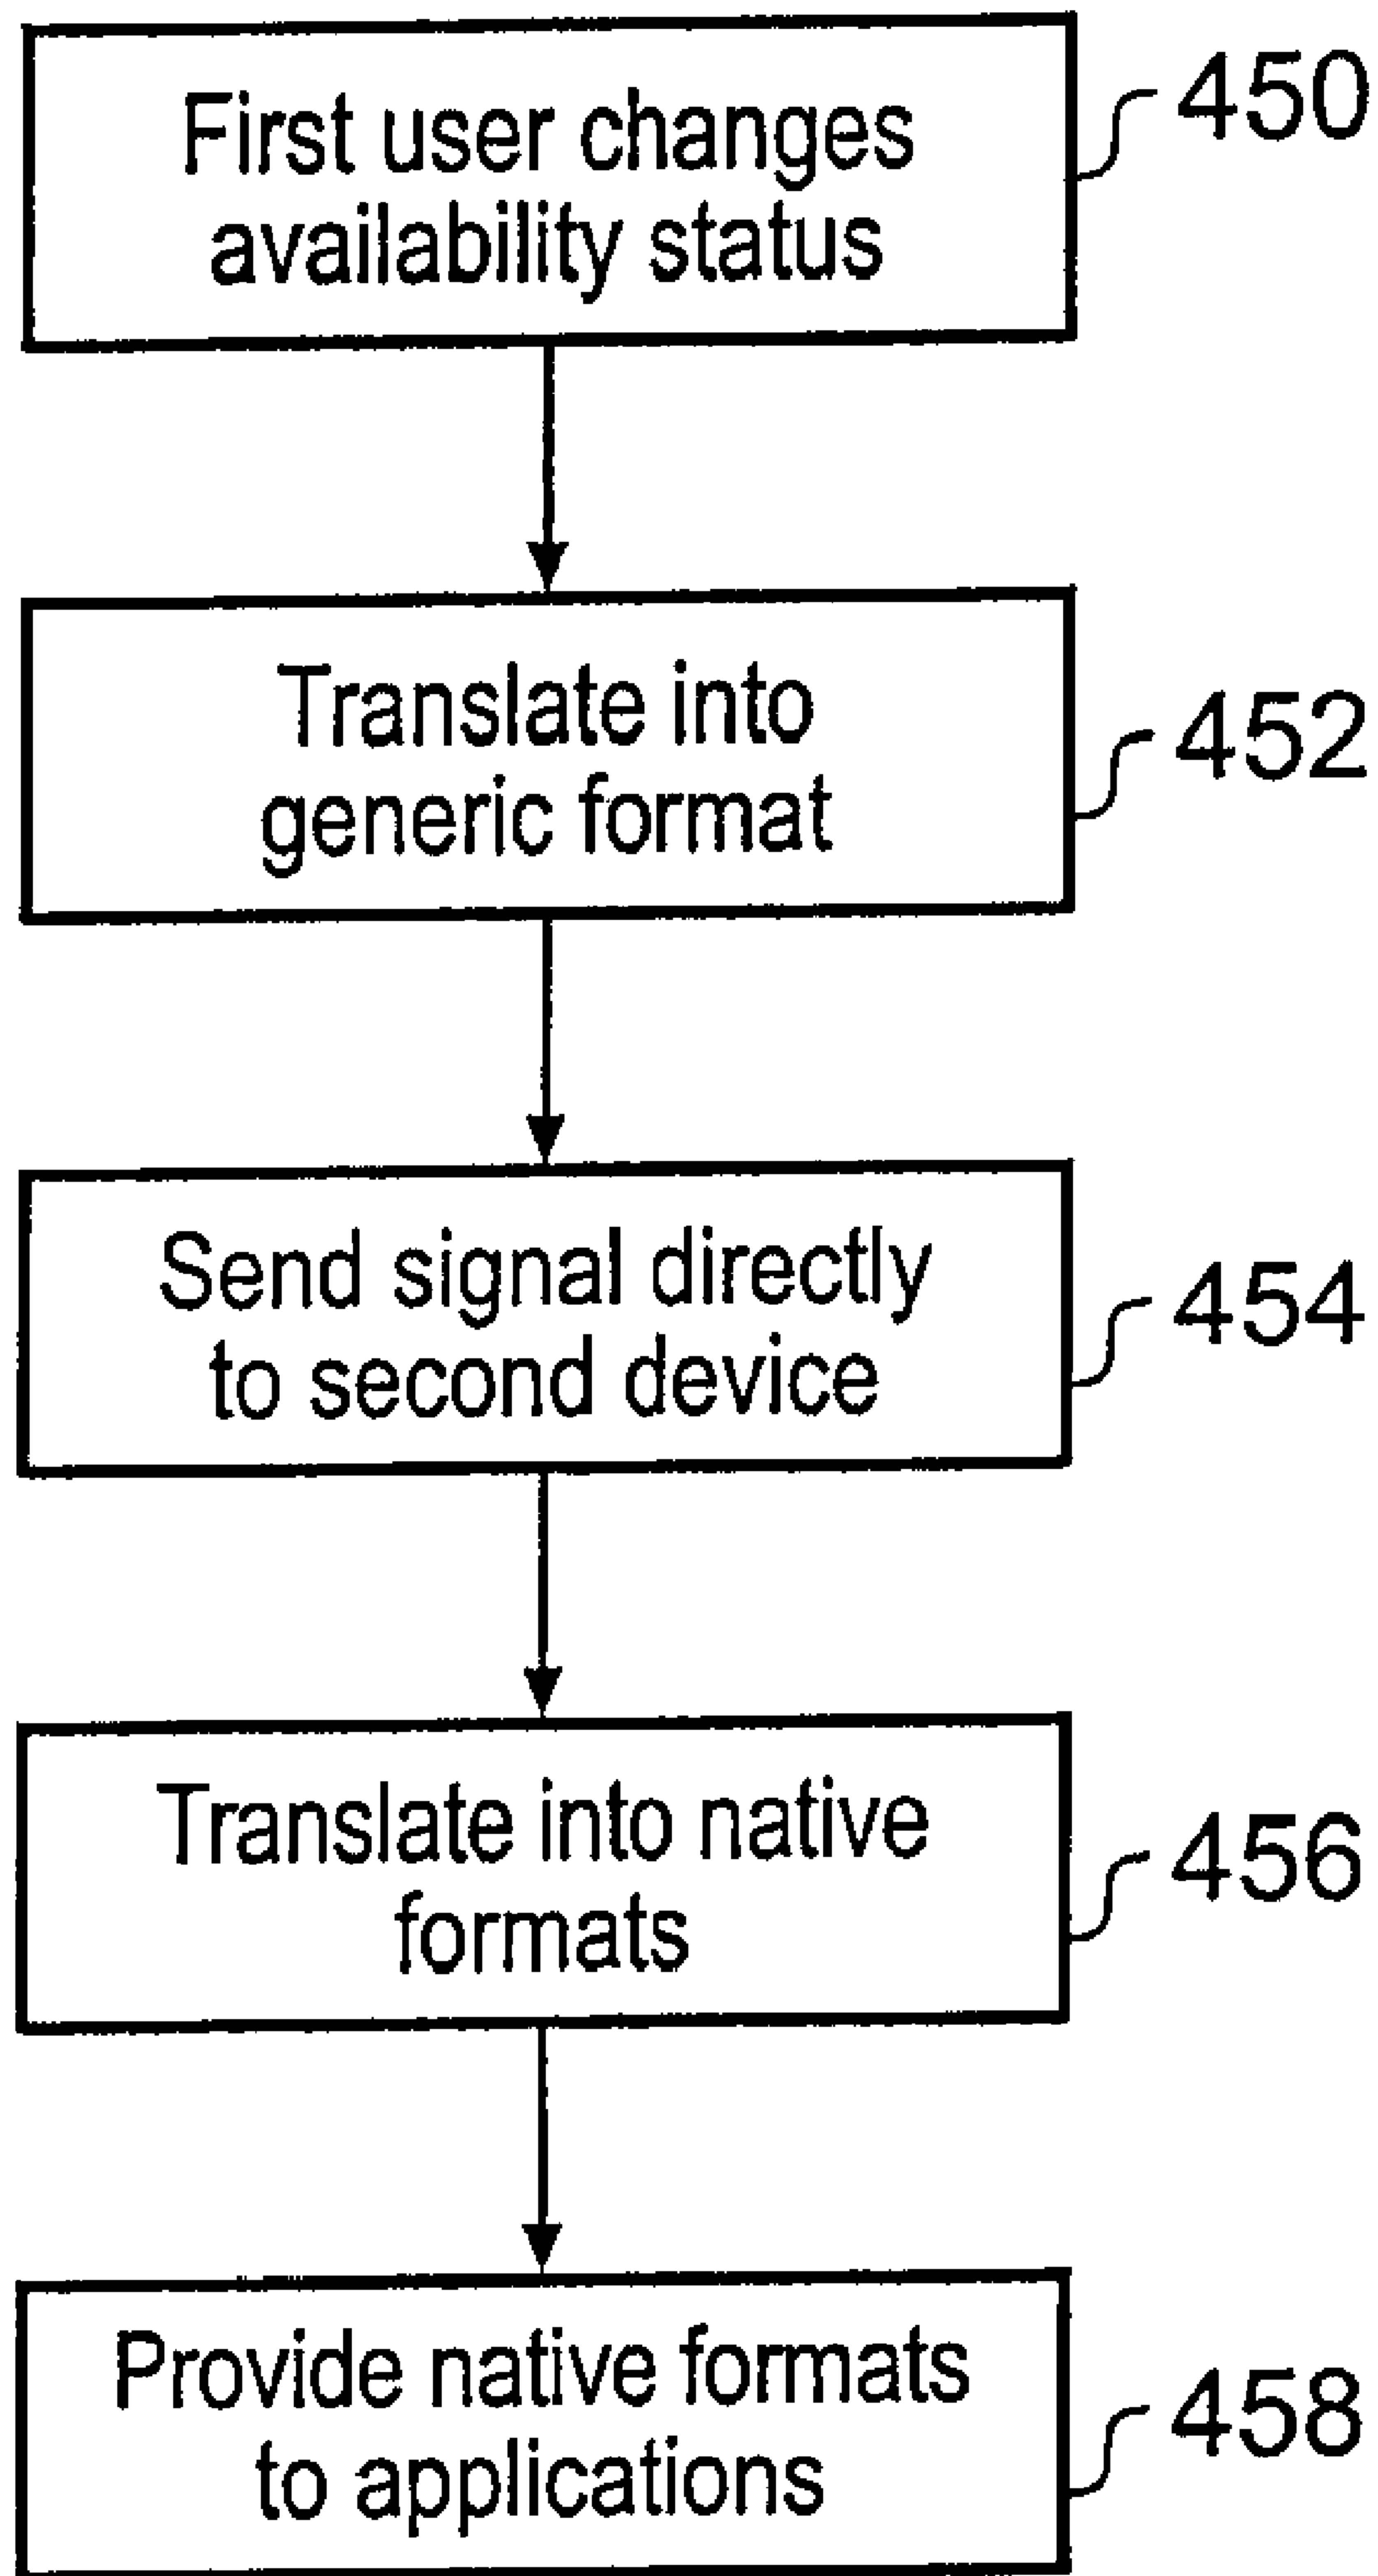 First user changes
availability status
450
Translate into
generic format
452
Send signal directly
to second device
454
Translate into native
formats
456
Provide native formats
to applications
458